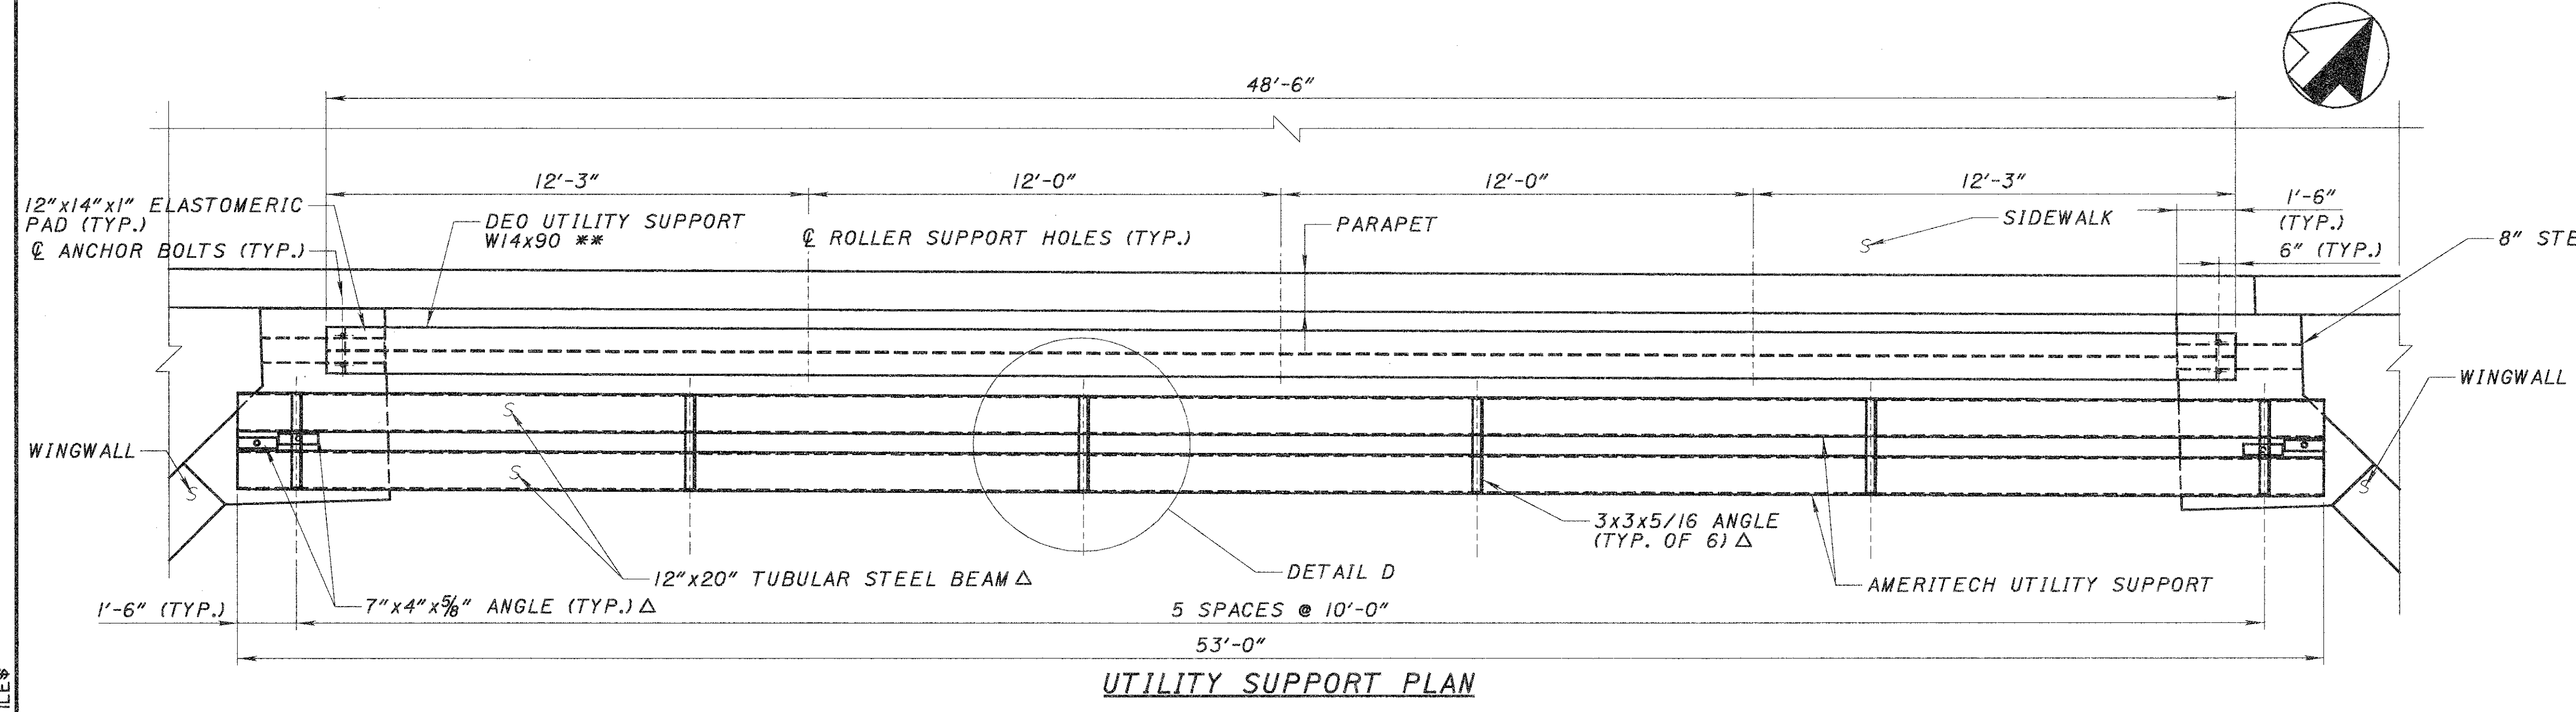 48'-6"
12'-3"
12'-0"
12'-0"
12'-3"
12"x14"x1" ELASTOMERIC
PAD (TYP.)
℄ ANCHOR BOLTS (TYP.)
DEO UTILITY SUPPORT
W14x90 **
℄ ROLLER SUPPORT HOLES (TYP.)
PARAPET
SIDEWALK
1'-6"
(TYP.)
6" (TYP.)
8" STE
WINGWALL
WINGWALL
3x3x5/16 ANGLE
(TYP. OF 6) Δ
12"x20" TUBULAR STEEL BEAM Δ
DETAIL D
AMERITECH UTILITY SUPPORT
7"x4"x5/8" ANGLE (TYP.) Δ
1'-6" (TYP.)
5 SPACES @ 10'-0"
53'-0"
UTILITY SUPPORT PLAN
ILE$